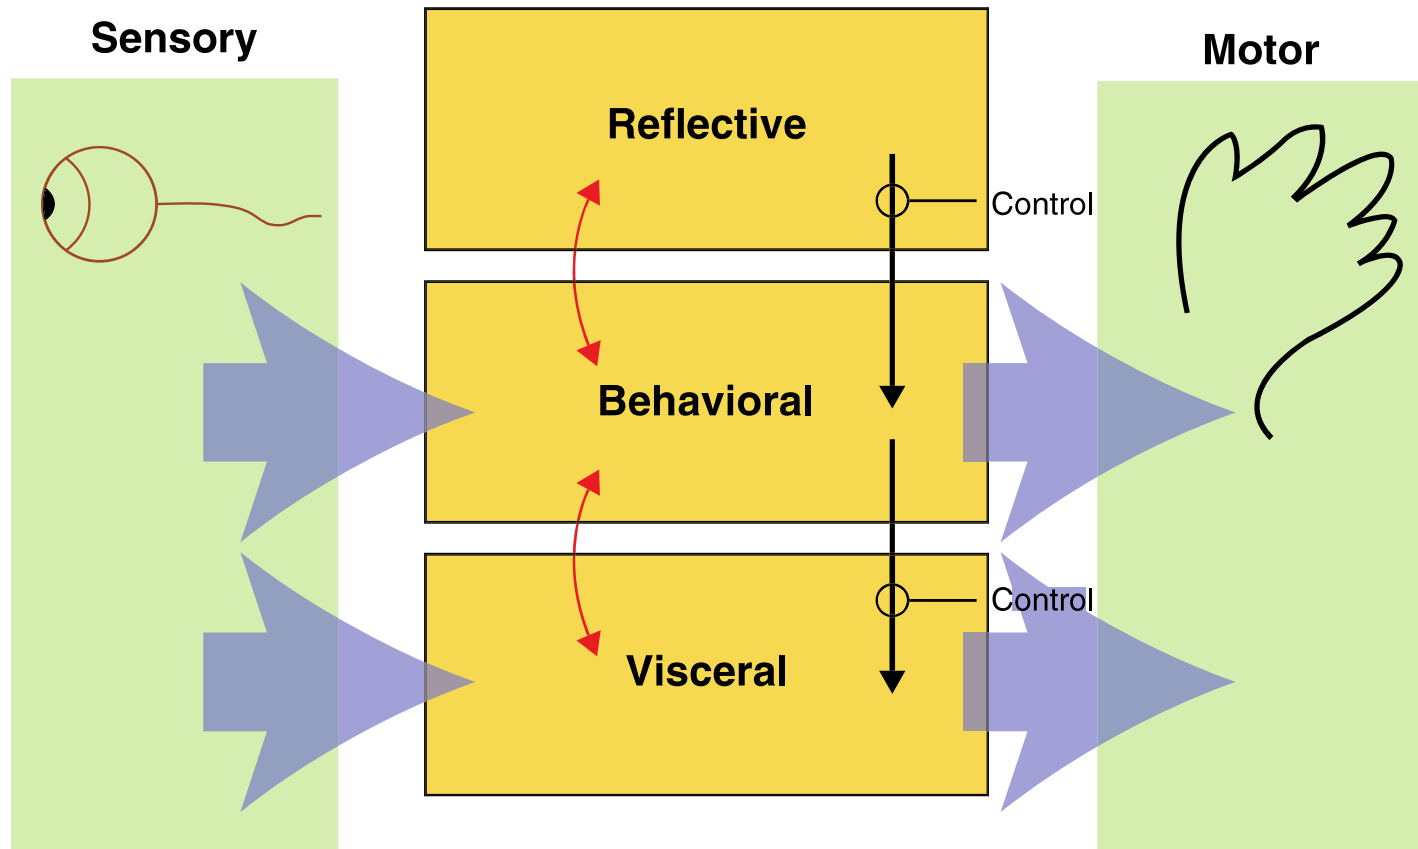 Sensory
Motor
Reflective
Control
Behavioral
Control
Visceral